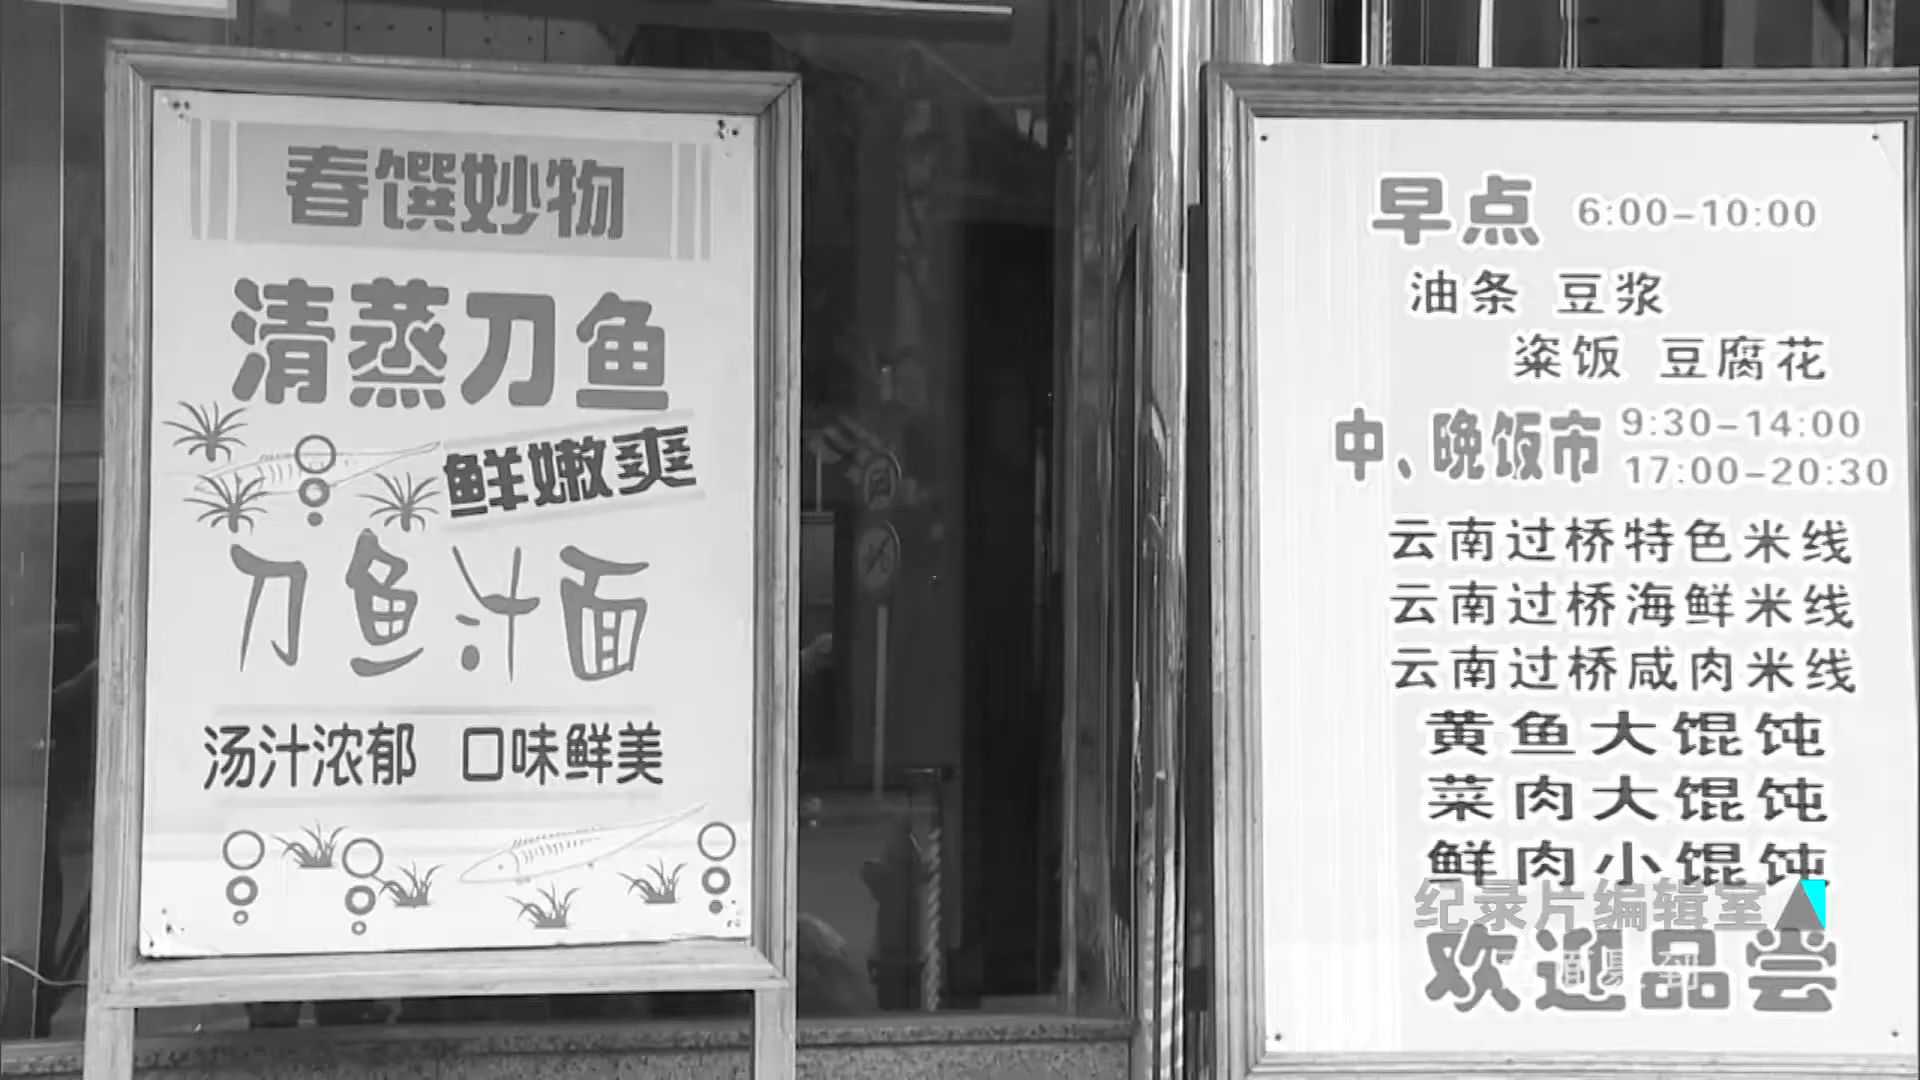 春馔妙物
清蒸刀鱼
鲜嫩爽
刀鱼汁面
汤汁浓郁 口味鲜美
早点 6:00-10:00
油条 豆浆
粢饭 豆腐花
中、晚饭市 9:30-14:00
17:00-20:30
云南过桥特色米线
云南过桥海鲜米线
云南过桥咸肉米线
黄鱼大馄饨
菜肉大馄饨
鲜肉小馄饨
纪录片编辑室
欢迎品尝